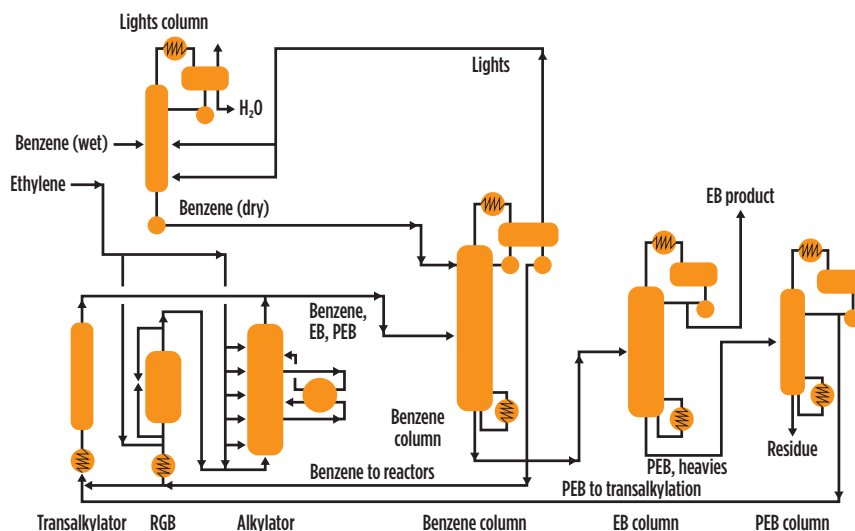 Lights column
Lights
H₂O
Benzene (wet)
Ethylene
Benzene (dry)
EB product
Benzene,
EB, PEB
Benzene
column
Benzene to reactors
PEB, heavies
Residue
PEB to transalkylation
Transalkylator
RGB
Alkylator
Benzene column
EB column
PEB column